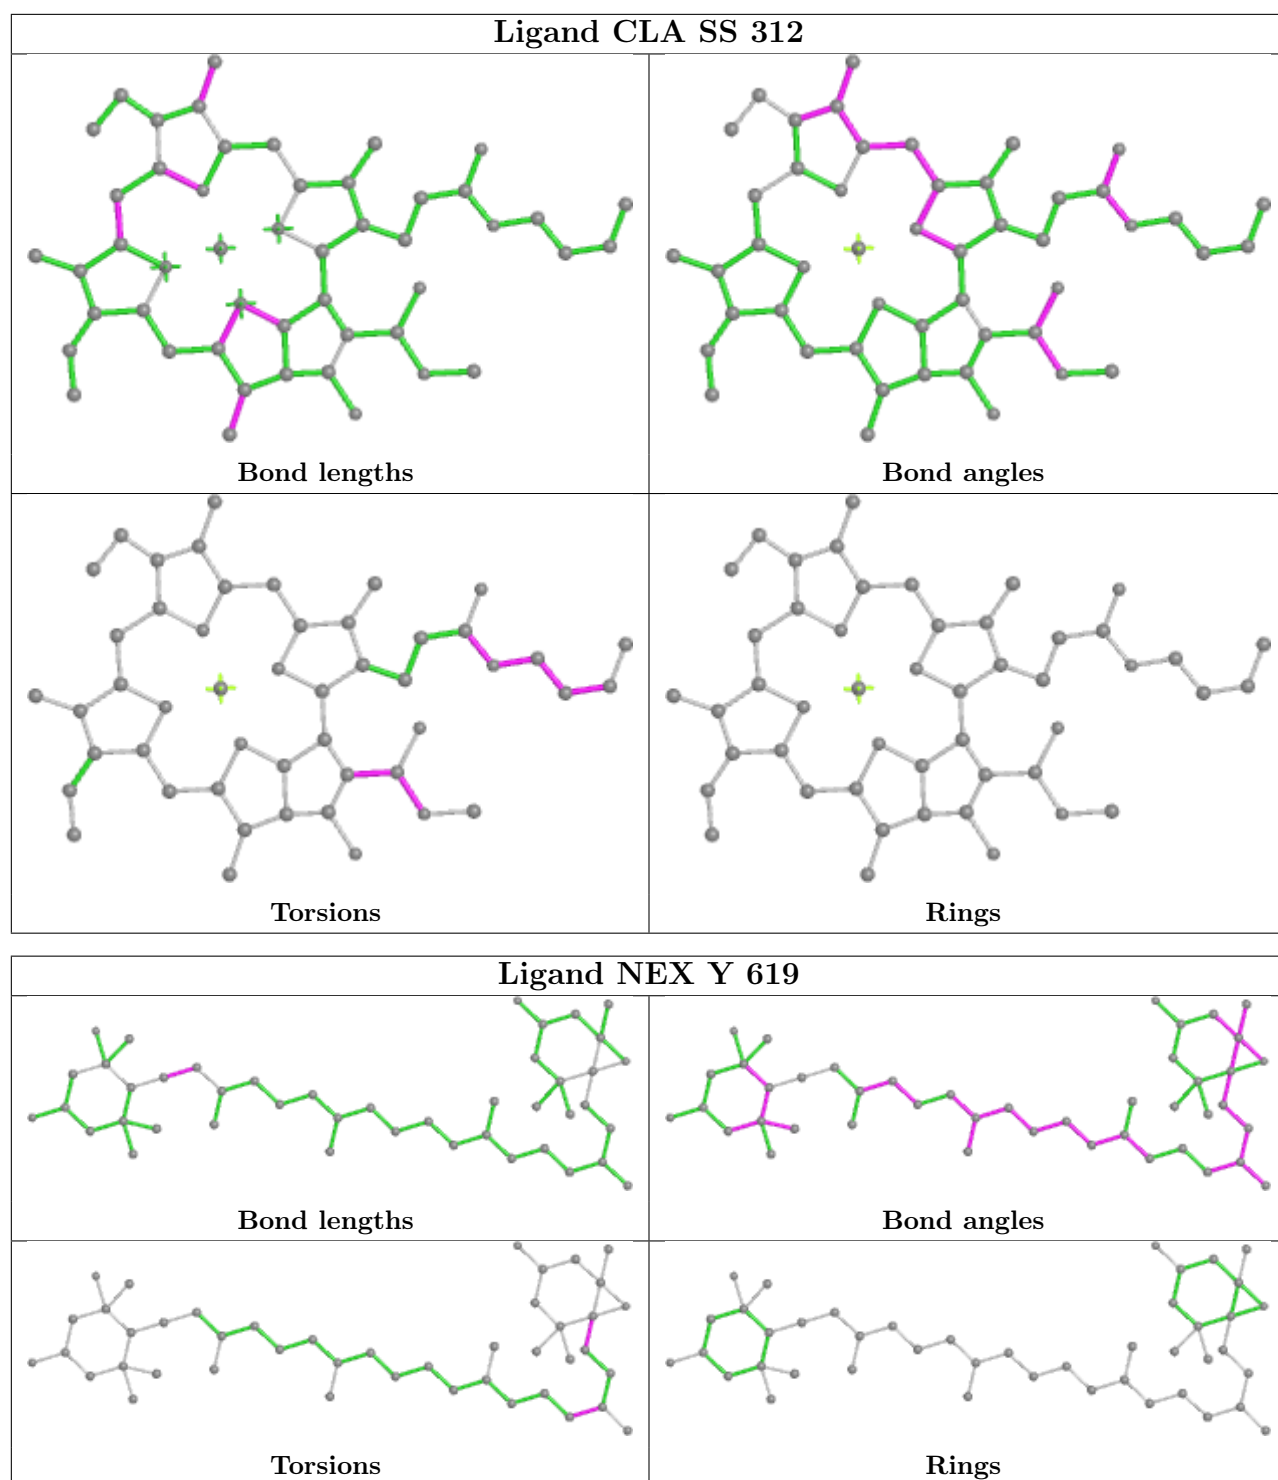 Ligand CLA SS 312
Bond lengths
Bond angles
Torsions
Rings
Ligand NEX Y 619
Bond lengths
Bond angles
Torsions
Rings